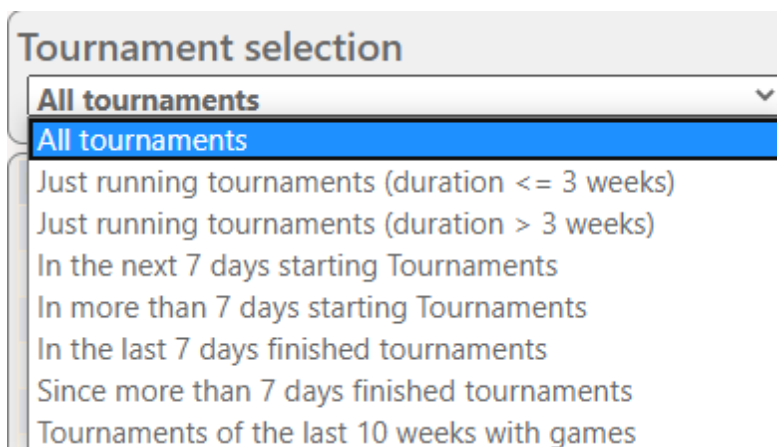 Tournament selection
All tournaments
All tournaments
Just running tournaments (duration <= 3 weeks)
Just running tournaments (duration > 3 weeks)
In the next 7 days starting Tournaments
In more than 7 days starting Tournaments
In the last 7 days finished tournaments
Since more than 7 days finished tournaments
Tournaments of the last 10 weeks with games